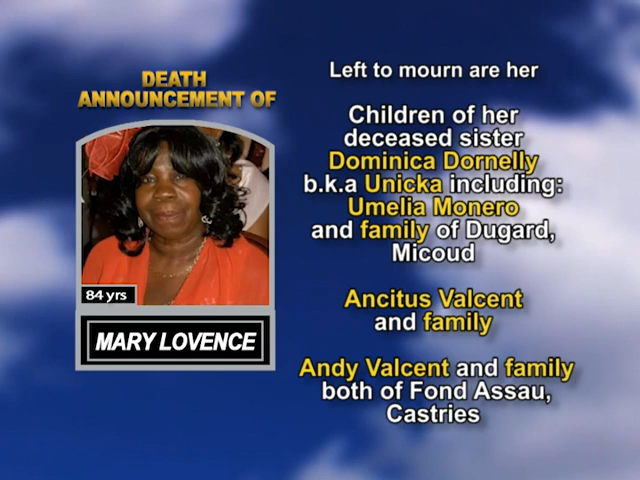 DEATH
ANNOUNCEMENT OF
84 yrs
MARY LOVENCE
Left to mourn are her
Children of her
deceased sister
Dominica Dornelly
b.k.a Unicka including:
Umelia Monero
and family of Dugard,
Micoud
Ancitus Valcent
and family
Andy Valcent and family
both of Fond Assau,
Castries